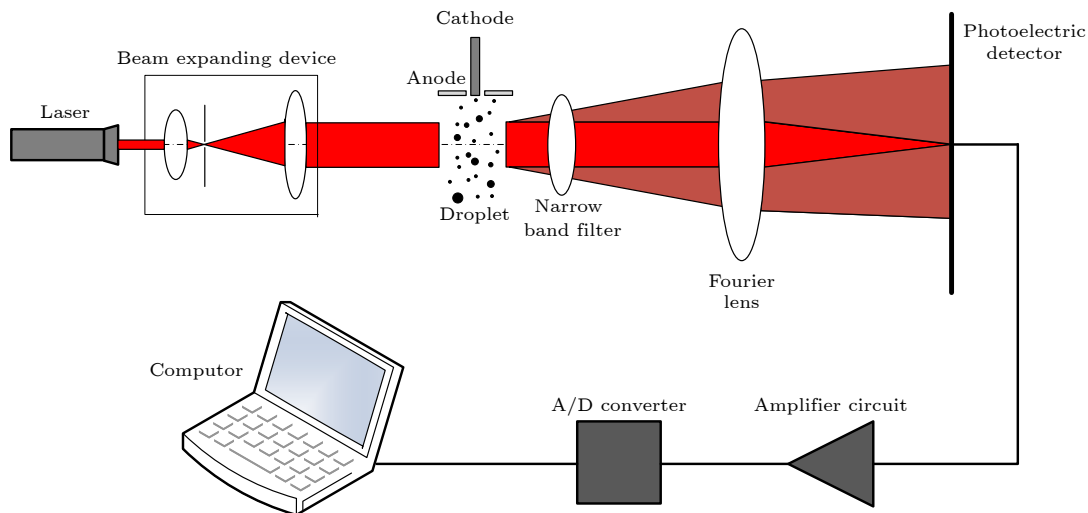 Cathode
Photoelectric
detector
Beam expanding device
Anode
Laser
Droplet
Narrow
band filter
Fourier
lens
Computor
A/D converter
Amplifier circuit